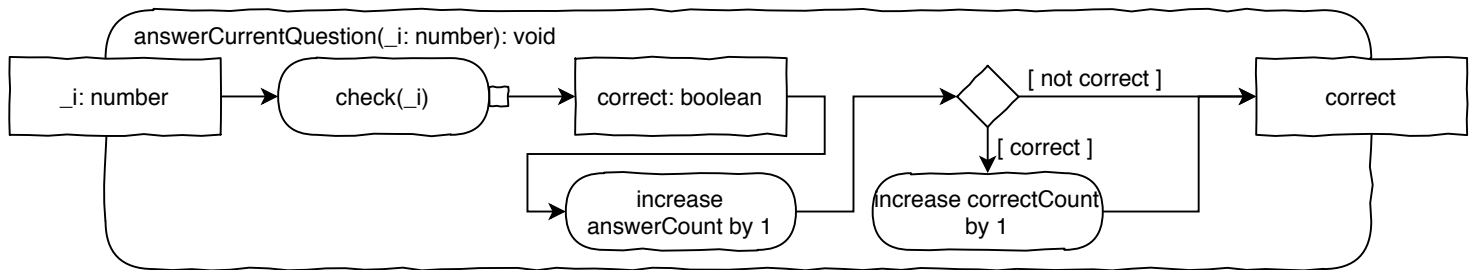 answerCurrentQuestion(_i: number): void
_i: number
check(_i)
correct: boolean
[ not correct ]
correct
[ correct ]
increase
answerCount by 1
increase correctCount
by 1